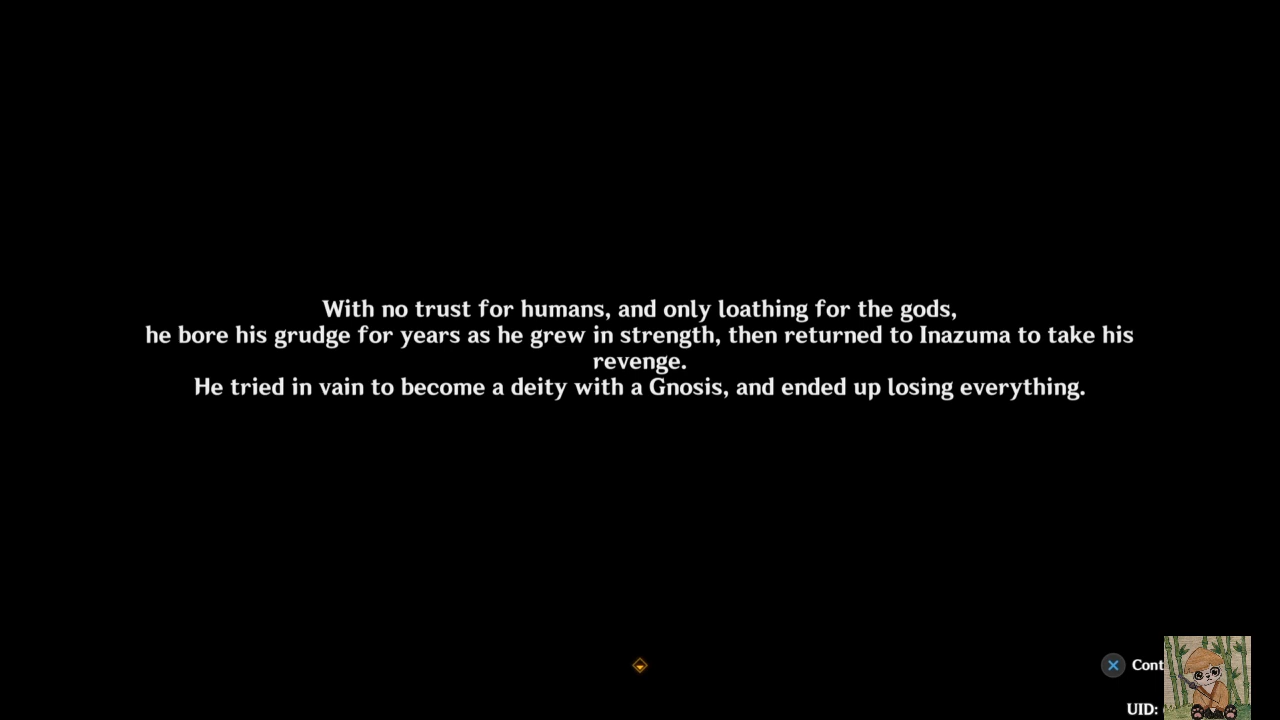 With no trust for humans, and only loathing for the gods,
he bore his grudge for years as he grew in strength, then returned to Inazuma to take his
revenge.
He tried in vain to become a deity with a Gnosis, and ended up losing everything.
Cont
UID: